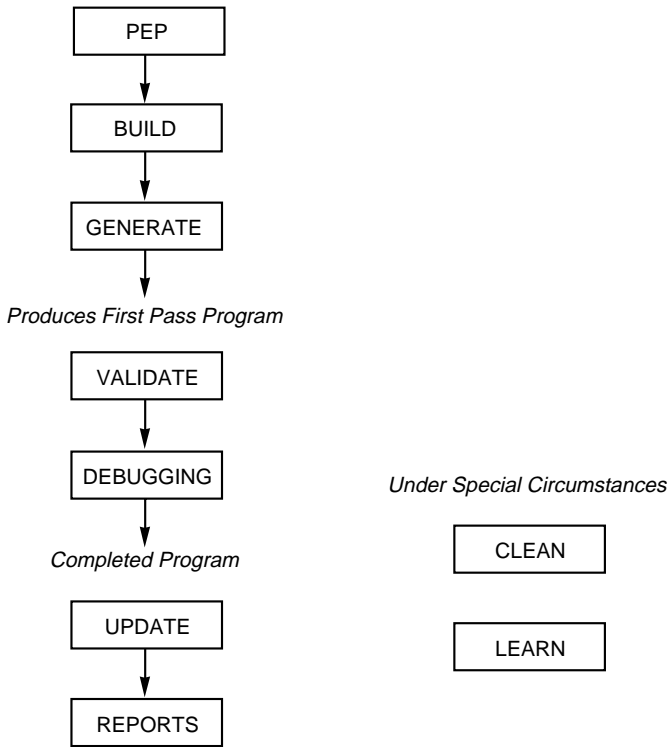 PEP
BUILD
GENERATE
Produces First Pass Program
VALIDATE
DEBUGGING
Completed Program
UPDATE
REPORTS
Under Special Circumstances
CLEAN
LEARN